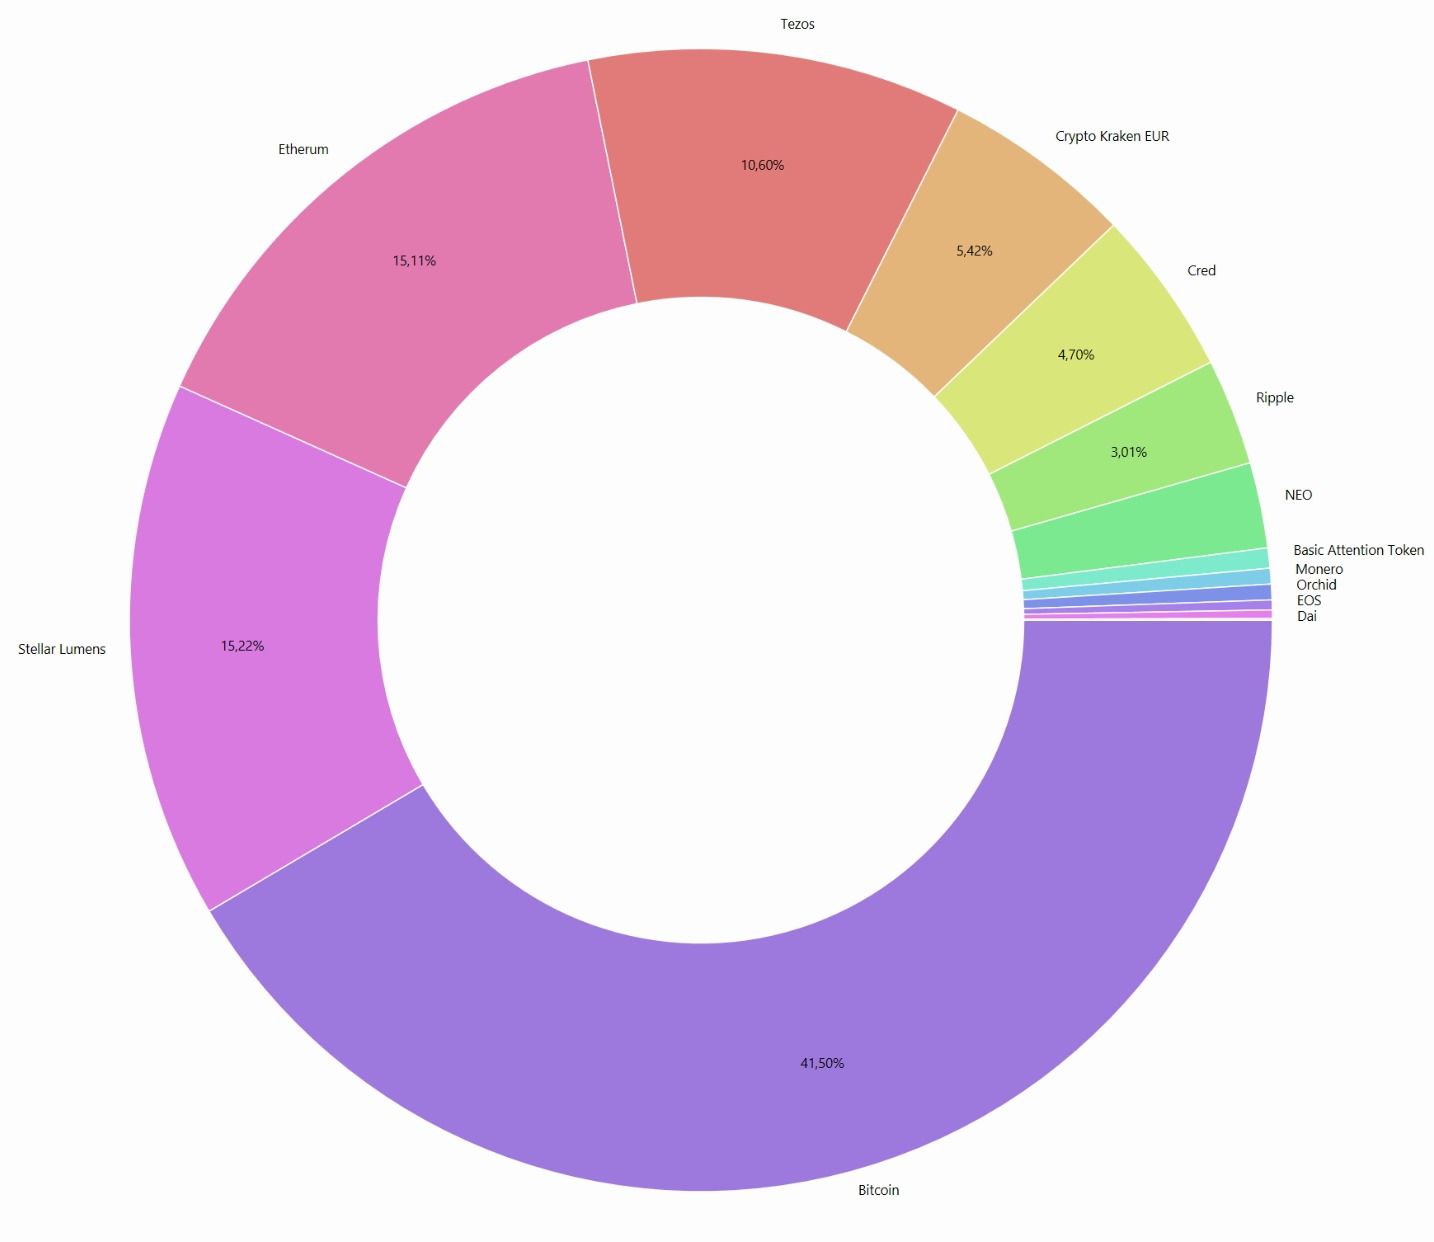 Tezos
Crypto Kraken EUR
Etherum
10,60%
5,42%
15,11%
Cred
4,70%
Ripple
3,01%
NEO
Basic Attention Token
Monero
Orchid
EOS
Dai
Stellar Lumens
15,22%
41,50%
Bitcoin